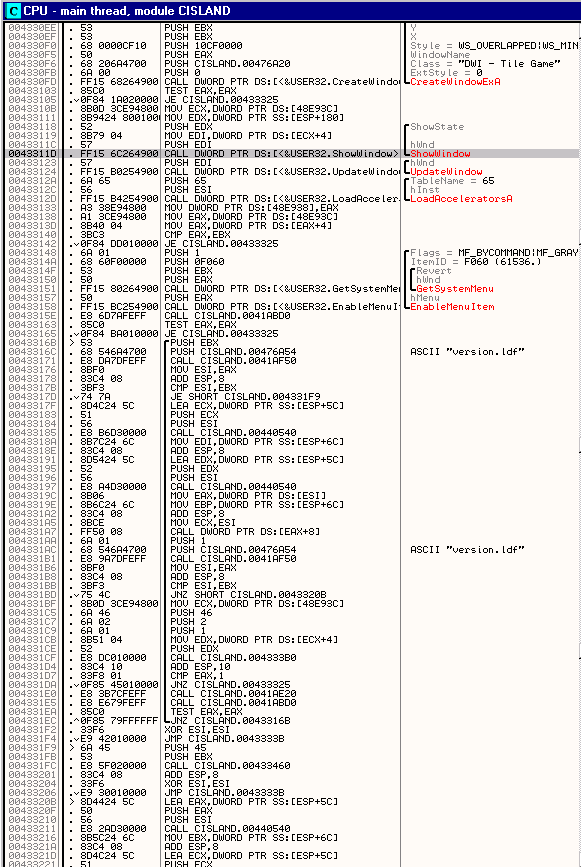 C CPU - main thread, module CISLAND
004330EE . 53 PUSH EBX Y
004330EF . 53 PUSH EBX X
004330F0 . 68 0000CF10 PUSH 10CF0000 Style = WS_OVERLAPPED|WS_MIN
004330F5 . 50 PUSH EAX WindowName
004330F6 . 68 206A4700 PUSH CISLAND.00476A20 Class = "DWI - Tile Game"
004330FB . 6A 00 PUSH 0 ExtStyle = 0
004330FD . FF15 68264900 CALL DWORD PTR DS:[<&USER32.CreateWindo CreateWindowExA
00433103 . 85C0 TEST EAX,EAX
00433105 .v0F84 1A020000 JE CISLAND.00433325
0043310B . 8B0D 3CE94800 MOV ECX,DWORD PTR DS:[48E93C]
00433111 . 8B9424 8001000 MOV EDX,DWORD PTR SS:[ESP+180]
00433118 . 52 PUSH EDX ShowState
00433119 . 8B79 04 MOV EDI,DWORD PTR DS:[ECX+4]
0043311C . 57 PUSH EDI hWnd
0043311D . FF15 6C264900 CALL DWORD PTR DS:[<&USER32.ShowWindow> ShowWindow
00433123 . 57 PUSH EDI hWnd
00433124 . FF15 B0254900 CALL DWORD PTR DS:[<&USER32.UpdateWindo UpdateWindow
0043312A . 6A 65 PUSH 65 TableName = 65
0043312C . 56 PUSH ESI hInst
0043312D . FF15 B4254900 CALL DWORD PTR DS:[<&USER32.LoadAcceler LoadAcceleratorsA
00433133 . A3 38E94800 MOV DWORD PTR DS:[48E938],EAX
00433138 . A1 3CE94800 MOV EAX,DWORD PTR DS:[48E93C]
0043313D . 8B40 04 MOV EAX,DWORD PTR DS:[EAX+4]
00433140 . 3BC3 CMP EAX,EBX
00433142 .v0F84 DD010000 JE CISLAND.00433325
00433148 . 6A 01 PUSH 1 Flags = MF_BYCOMMAND|MF_GRAY
0043314A . 68 60F00000 PUSH 0F060 ItemID = F060 (61536.)
0043314F . 53 PUSH EBX Revert
00433150 . 50 PUSH EAX hWnd
00433151 . FF15 80264900 CALL DWORD PTR DS:[<&USER32.GetSystemMe GetSystemMenu
00433157 . 50 PUSH EAX hMenu
00433158 . FF15 BC254900 CALL DWORD PTR DS:[<&USER32.EnableMenuI EnableMenuItem
0043315E . E8 6D7AFEFF CALL CISLAND.0041ABD0
00433163 . 85C0 TEST EAX,EAX
00433165 .v0F84 BA010000 JE CISLAND.00433325
0043316B > 53 PUSH EBX
0043316C . 68 546A4700 PUSH CISLAND.00476A54 ASCII "version.ldf"
00433171 . E8 DA7DFEFF CALL CISLAND.0041AF50
00433176 . 8BF0 MOV ESI,EAX
00433178 . 83C4 08 ADD ESP,8
0043317B . 3BF3 CMP ESI,EBX
0043317D .v74 7A JE SHORT CISLAND.004331F9
0043317F . 8D4C24 5C LEA ECX,DWORD PTR SS:[ESP+5C]
00433183 . 51 PUSH ECX
00433184 . 56 PUSH ESI
00433185 . E8 B6D30000 CALL CISLAND.00440540
0043318A . 8B7C24 6C MOV EDI,DWORD PTR SS:[ESP+6C]
0043318E . 83C4 08 ADD ESP,8
00433191 . 8D5424 5C LEA EDX,DWORD PTR SS:[ESP+5C]
00433195 . 52 PUSH EDX
00433196 . 56 PUSH ESI
00433197 . E8 A4D30000 CALL CISLAND.00440540
0043319C . 8B06 MOV EAX,DWORD PTR DS:[ESI]
0043319E . 8B6C24 6C MOV EBP,DWORD PTR SS:[ESP+6C]
004331A2 . 83C4 08 ADD ESP,8
004331A5 . 8BCE MOV ECX,ESI
004331A7 . FF50 08 CALL DWORD PTR DS:[EAX+8]
004331AA . 6A 01 PUSH 1
004331AC . 68 546A4700 PUSH CISLAND.00476A54 ASCII "version.ldf"
004331B1 . E8 9A7DFEFF CALL CISLAND.0041AF50
004331B6 . 8BF0 MOV ESI,EAX
004331B8 . 83C4 08 ADD ESP,8
004331BB . 3BF3 CMP ESI,EBX
004331BD .v75 4C JNZ SHORT CISLAND.0043320B
004331BF . 8B0D 3CE94800 MOV ECX,DWORD PTR DS:[48E93C]
004331C5 . 6A 46 PUSH 46
004331C7 . 6A 02 PUSH 2
004331C9 . 6A 01 PUSH 1
004331CB . 8B51 04 MOV EDX,DWORD PTR DS:[ECX+4]
004331CE . 52 PUSH EDX
004331CF . E8 DC010000 CALL CISLAND.004333B0
004331D4 . 83C4 10 ADD ESP,10
004331D7 . 83F8 01 CMP EAX,1
004331DA .v0F85 45010000 JNZ CISLAND.00433325
004331E0 . E8 3B7CFEFF CALL CISLAND.0041AE20
004331E5 . E8 E679FEFF CALL CISLAND.0041ABD0
004331EA . 85C0 TEST EAX,EAX
004331EC .^0F85 79FFFFFF JNZ CISLAND.0043316B
004331F2 . 33F6 XOR ESI,ESI
004331F4 .vE9 42010000 JMP CISLAND.0043333B
004331F9 > 6A 45 PUSH 45
004331FB . 53 PUSH EBX
004331FC . E8 5F020000 CALL CISLAND.00433460
00433201 . 83C4 08 ADD ESP,8
00433204 . 33F6 XOR ESI,ESI
00433206 .vE9 30010000 JMP CISLAND.0043333B
0043320B > 8D4424 5C LEA EAX,DWORD PTR SS:[ESP+5C]
0043320F . 50 PUSH EAX
00433210 . 56 PUSH ESI
00433211 . E8 2AD30000 CALL CISLAND.00440540
00433216 . 8B5C24 6C MOV EBX,DWORD PTR SS:[ESP+6C]
0043321A . 83C4 08 ADD ESP,8
0043321D . 8D4C24 5C LEA ECX,DWORD PTR SS:[ESP+5C]
00433221 . 51 PUSH ECX